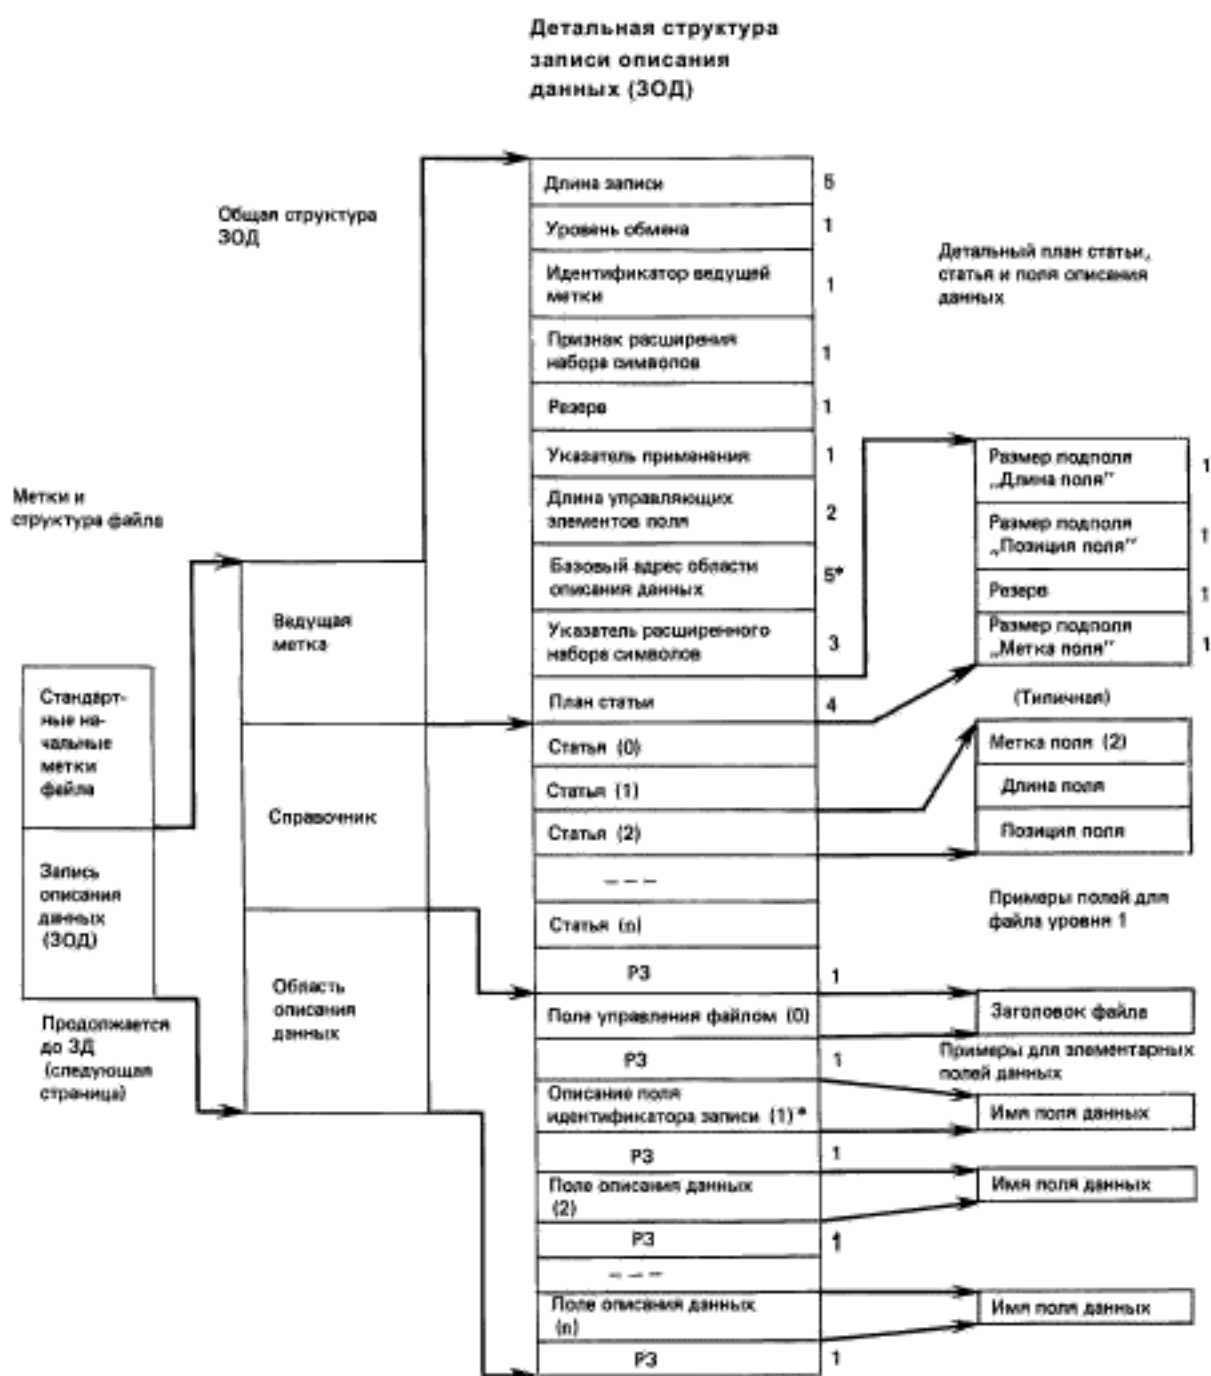 Детальная структура
записи описания
данных (ЗОД)
Общая структура
ЗОД
Метки и
структура файла
Стандарт-
ные на-
чальные
метки
файла
Запись
описания
данных
(ЗОД)
Продолжается
до ЗД
(следующая
страница)
Ведущая
метка
Справочник
Область
описания
данных
Длина записи 5
Уровень обмена 1
Идентификатор ведущей
метки 1
Признак расширения
набора символов 1
Резерв 1
Указатель применения 1
Длина управляющих
элементов поля 2
Базовый адрес области
описания данных 5*
Указатель расширенного
набора символов 3
План статьи 4
Статья (0)
Статья (1)
Статья (2)
– – –
Статья (n)
РЗ 1
Поле управления файлом (0)
РЗ 1
Описание поля
идентификатора записи (1)*
РЗ 1
Поле описания данных
(2)
РЗ 1
– – –
Поле описания данных
(n)
РЗ 1
Детальный план статьи,
статья и поля описания
данных
Размер подполя
„Длина поля” 1
Размер подполя
„Позиция поля” 1
Резерв 1
Размер подполя
„Метка поля” 1
(Типичная)
Метка поля (2)
Длина поля
Позиция поля
Примеры полей для
файла уровня 1
Заголовок файла
Примеры для элементарных
полей данных
Имя поля данных
Имя поля данных
Имя поля данных